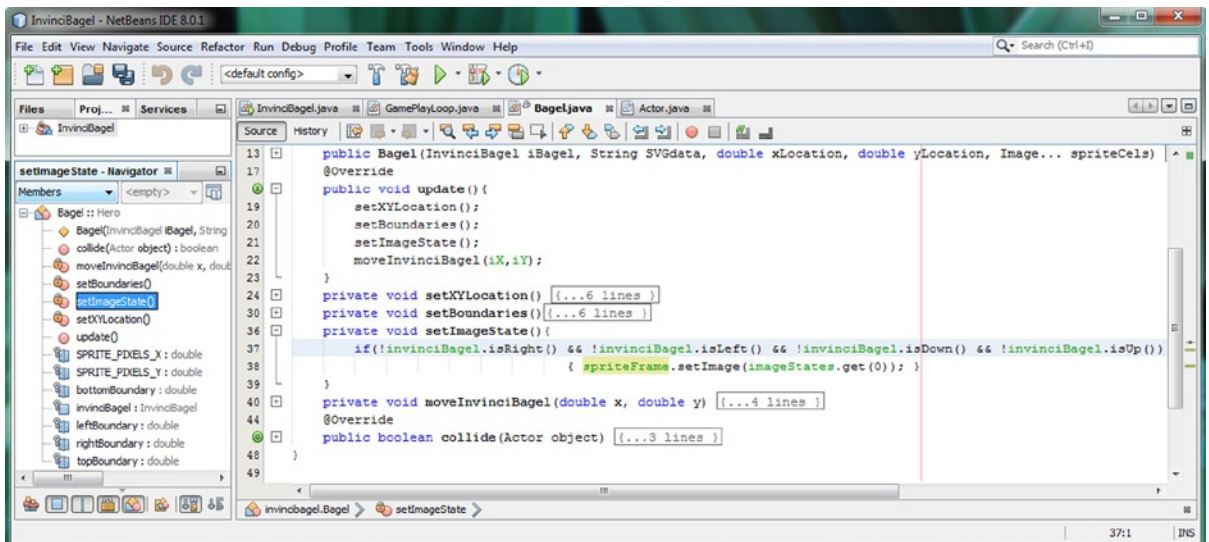 InvinciBagel - NetBeans IDE 8.0.1
File Edit View Navigate Source Refactor Run Debug Profile Team Tools Window Help
Search (Ctrl+I)
<default config>
Files Proj... Services
InvinciBagel
setImageState - Navigator
Members <empty>
Bagel :: Hero
Bagel(InvinciBagel iBagel, String
collide(Actor object) : boolean
moveInvinciBagel(double x, doub
setBoundaries()
setImageState()
setXYLocation()
update()
SPRITE_PIXELS_X : double
SPRITE_PIXELS_Y : double
bottomBoundary : double
invinciBagel : InvinciBagel
leftBoundary : double
rightBoundary : double
topBoundary : double
InvinciBagel.java GamePlayLoop.java Bagel.java Actor.java
Source History
13 public Bagel(InvinciBagel iBagel, String SVGdata, double xLocation, double yLocation, Image... spriteCels)
17 @Override
public void update(){
19 setXYLocation();
20 setBoundaries();
21 setImageState();
22 moveInvinciBagel(iX,iY);
23 }
24 private void setXYLocation() {...6 lines }
30 private void setBoundaries(){...6 lines }
36 private void setImageState(){
37 if(!invinciBagel.isRight() && !invinciBagel.isLeft() && !invinciBagel.isDown() && !invinciBagel.isUp())
38 { spriteFrame.setImage(imageStates.get(0)); }
39 }
40 private void moveInvinciBagel(double x, double y) {...4 lines }
44 @Override
public boolean collide(Actor object) {...3 lines }
48 }
49
invincibagel.Bagel setImageState
37:1 INS